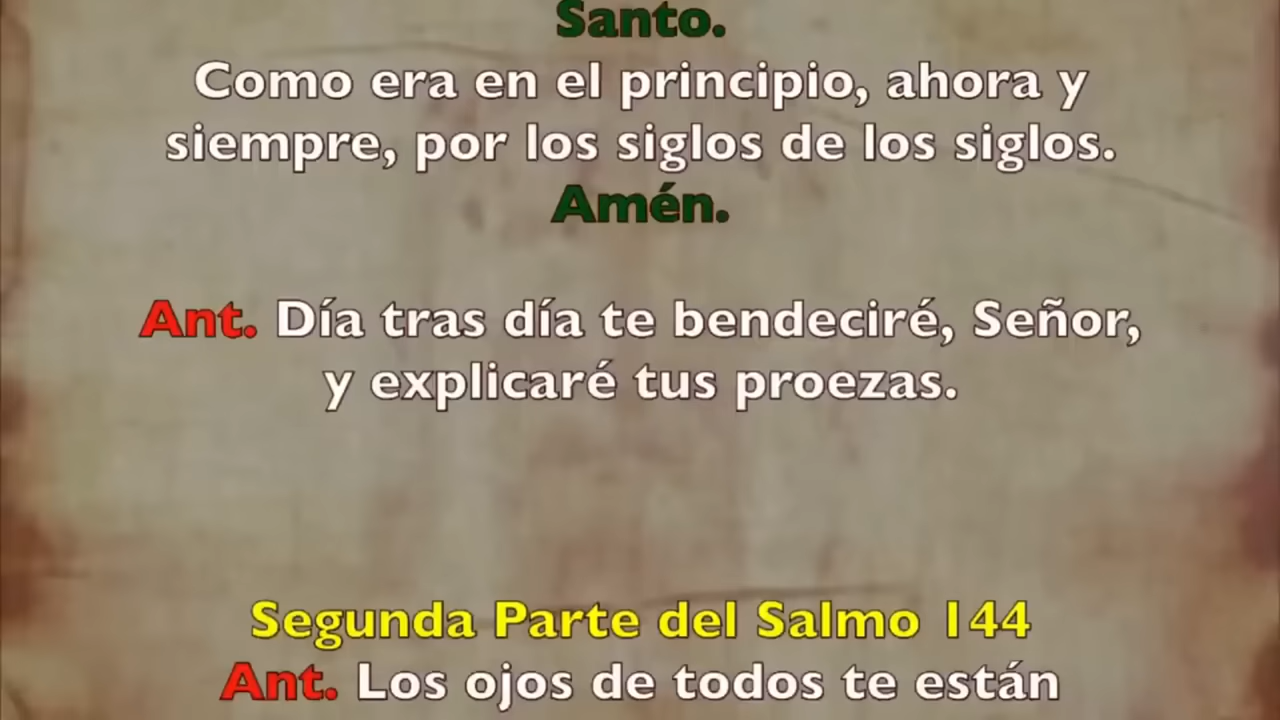 Santo.
Como era en el principio, ahora y
siempre, por los siglos de los siglos.
Amén.
Ant. Día tras día te bendeciré, Señor,
y explicaré tus proezas.
Segunda Parte del Salmo 144
Ant. Los ojos de todos te están